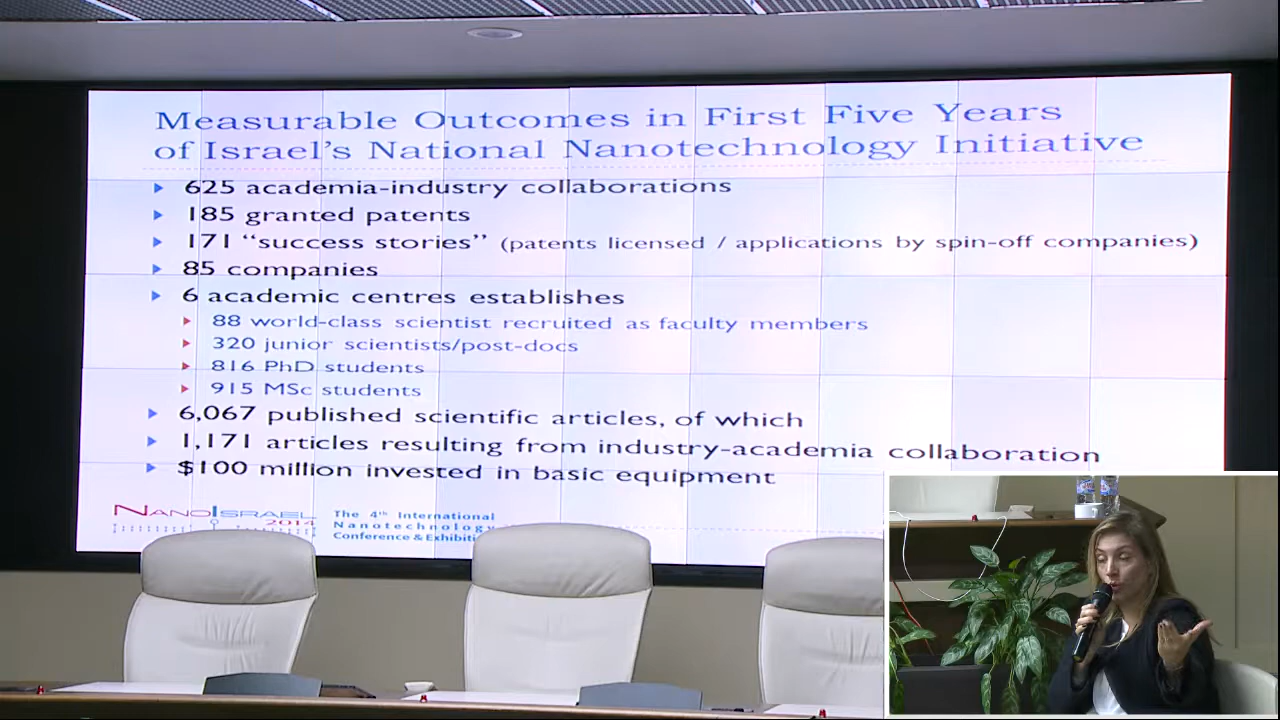 Measurable Outcomes in First Five Years
of Israel's National Nanotechnology Initiative
625 academia-industry collaborations
185 granted patents
171 "success stories" (patents licensed / applications by spin-off companies)
85 companies
6 academic centres establishes
88 world-class scientist recruited as faculty members
320 junior scientists/post-docs
816 PhD students
915 MSc students
6,067 published scientific articles, of which
1,171 articles resulting from industry-academia collaboration
$100 million invested in basic equipment
NANOISRAEL
2014
The 4th International
Nanotechnology
Conference &